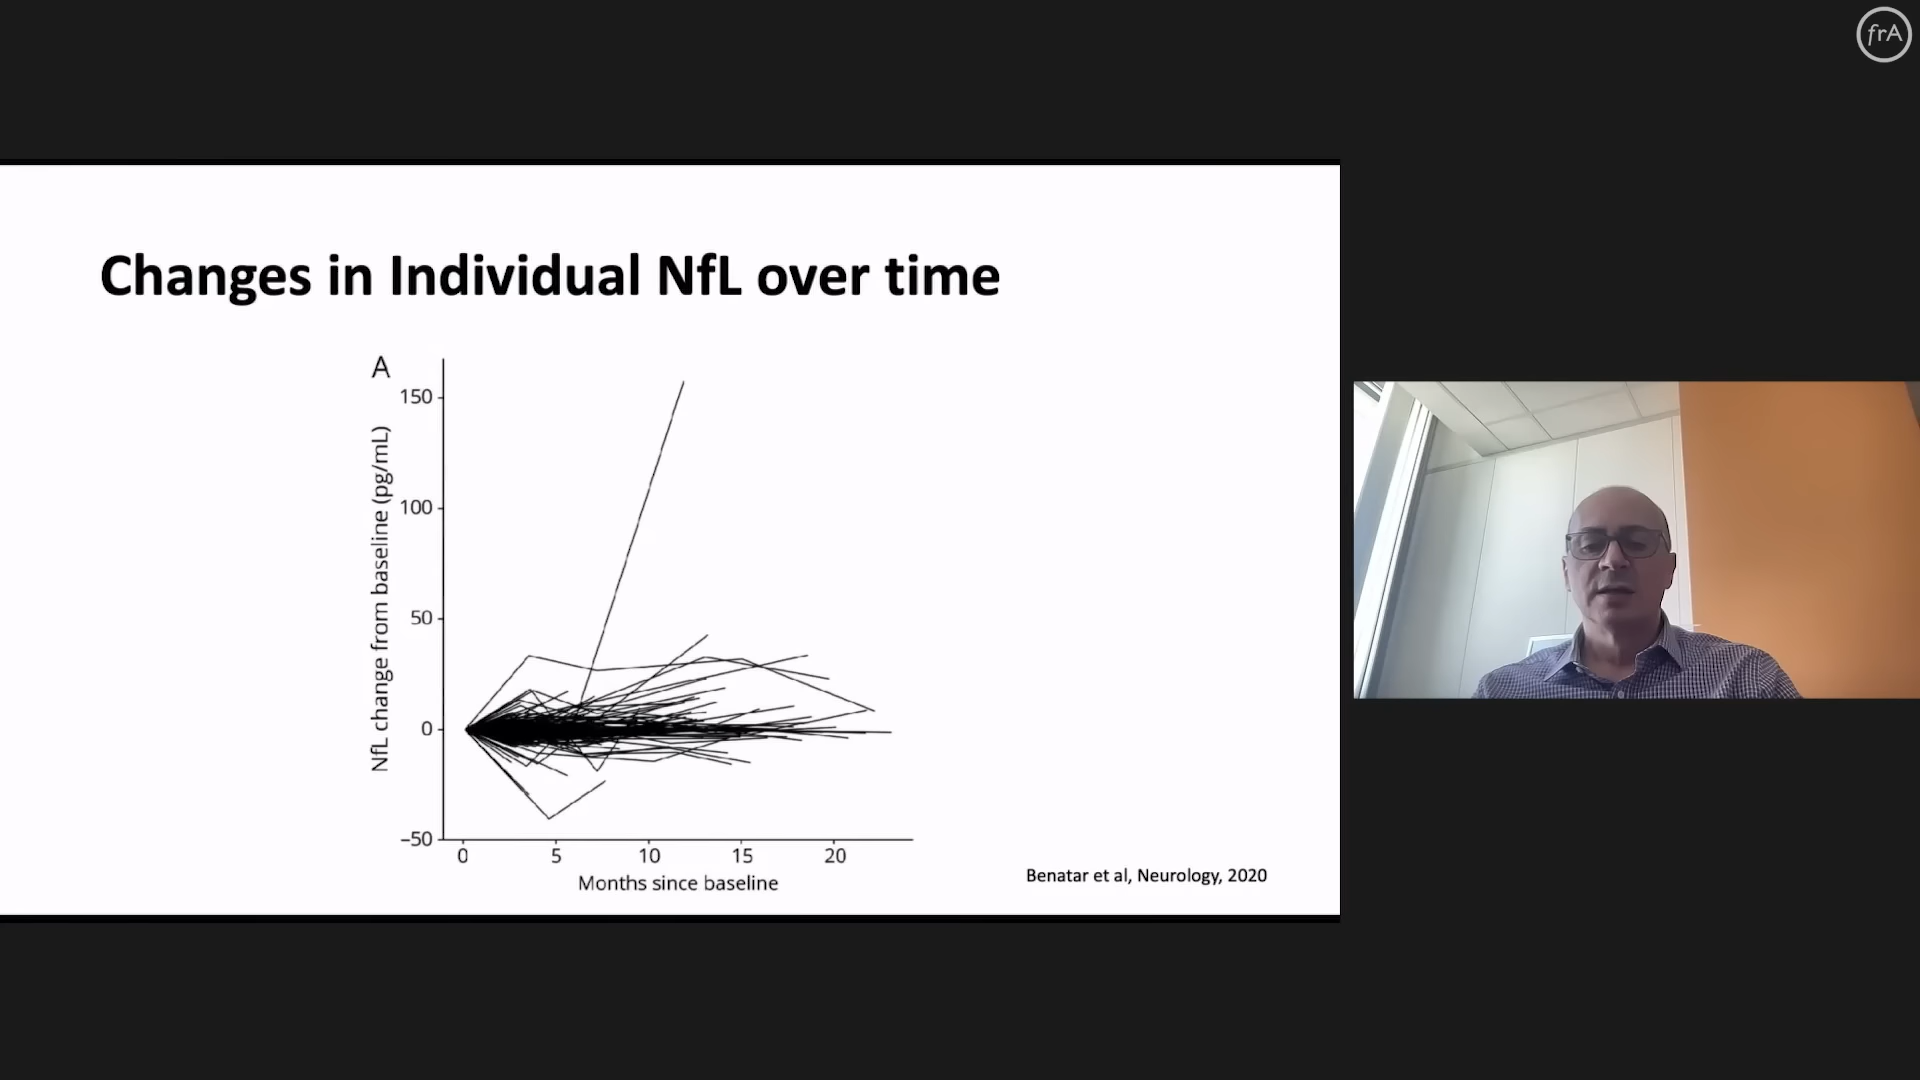 frA
Changes in Individual NfL over time
A
NfL change from baseline (pg/mL)
150
100
50
0
–50
0 5 10 15 20
Months since baseline
Benatar et al, Neurology, 2020